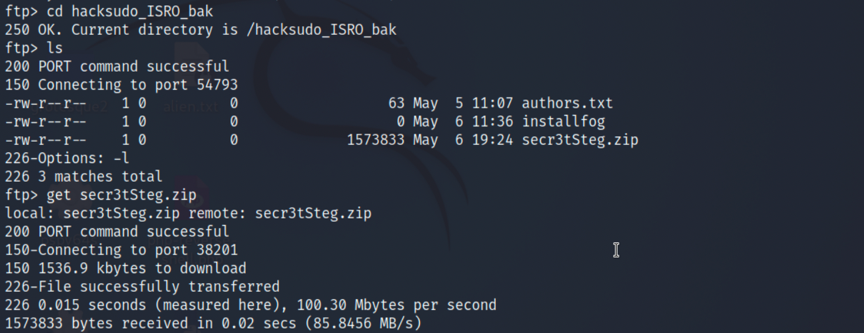 ftp> cd hacksudo_ISRO_bak
250 OK. Current directory is /hacksudo_ISRO_bak
ftp> ls
200 PORT command successful
150 Connecting to port 54793
-rw-r--r--    1 0          0                  63 May  5 11:07 authors.txt
-rw-r--r--    1 0          0                   0 May  6 11:36 installfog
-rw-r--r--    1 0          0             1573833 May  6 19:24 secr3tSteg.zip
226-Options: -l
226 3 matches total
ftp> get secr3tSteg.zip
local: secr3tSteg.zip remote: secr3tSteg.zip
200 PORT command successful
150-Connecting to port 38201
150 1536.9 kbytes to download
226-File successfully transferred
226 0.015 seconds (measured here), 100.30 Mbytes per second
1573833 bytes received in 0.02 secs (85.8456 MB/s)